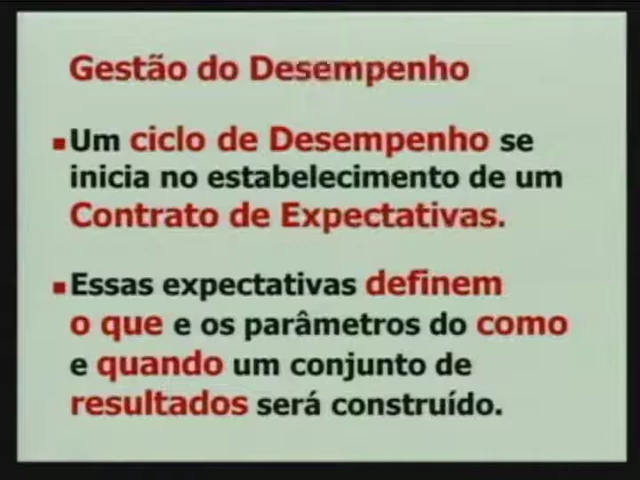 Gestão do Desempenho
▪Um ciclo de Desempenho se
inicia no estabelecimento de um
Contrato de Expectativas.
▪Essas expectativas definem
o que e os parâmetros do como
e quando um conjunto de
resultados será construído.